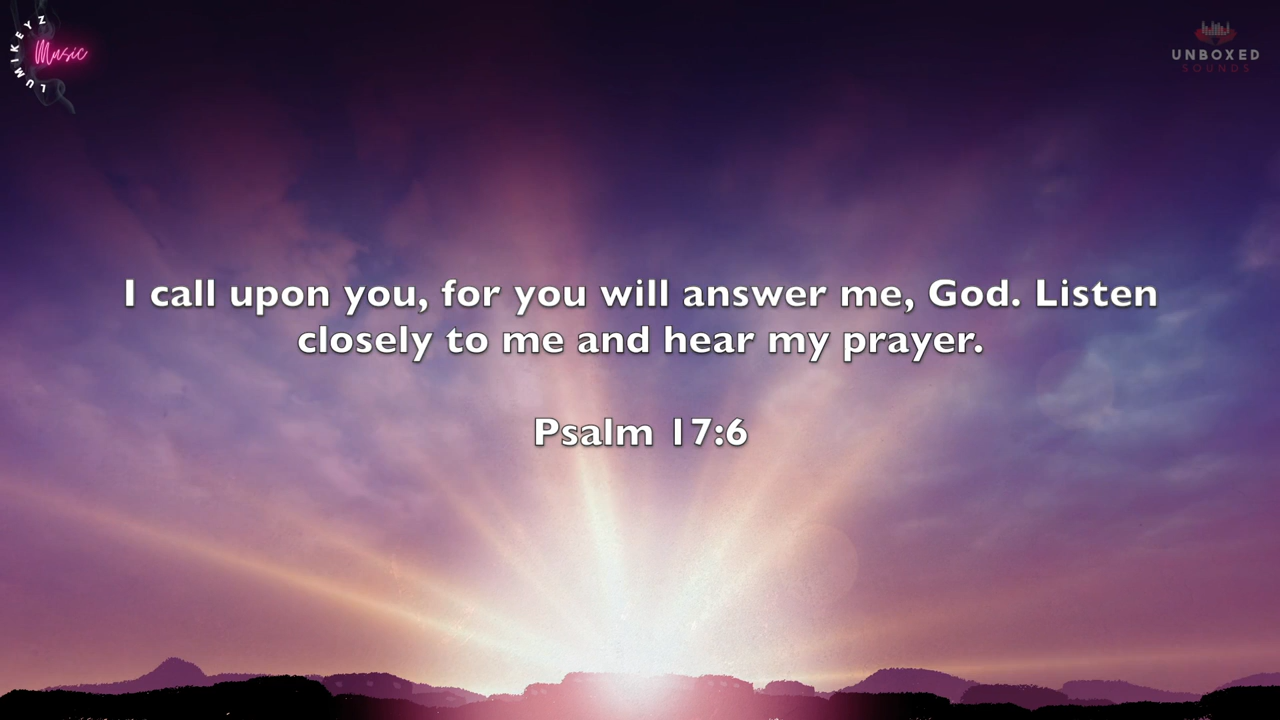 LUMIKEYZ
Music
UNBOXED
SOUNDS
I call upon you, for you will answer me, God. Listen
closely to me and hear my prayer.
Psalm 17:6